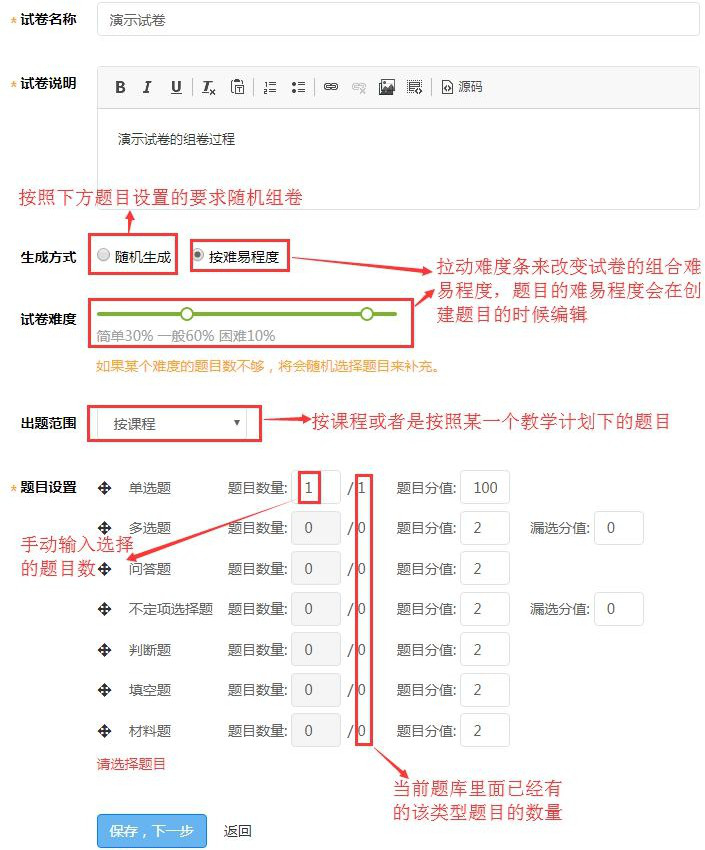 * 试卷名称 演示试卷
* 试卷说明 B I U Tx 源码
演示试卷的组卷过程
按照下方题目设置的要求随机组卷
生成方式 随机生成 按难易程度
拉动难度条来改变试卷的组合难
易程度，题目的难易程度会在创
建题目的时候编辑
试卷难度
简单30% 一般60% 困难10%
如果某个难度的题目数不够，将会随机选择题目来补充。
出题范围 按课程 按课程或者是按照某一个教学计划下的题目
* 题目设置 单选题 题目数量: 1 / 1 题目分值: 100
多选题 题目数量: 0 / 0 题目分值: 2 漏选分值: 0
手动输入选择
的题目数
问答题 题目数量: 0 / 0 题目分值: 2
不定项选择题 题目数量: 0 / 0 题目分值: 2 漏选分值: 0
判断题 题目数量: 0 / 0 题目分值: 2
填空题 题目数量: 0 / 0 题目分值: 2
材料题 题目数量: 0 / 0 题目分值: 2
请选择题目
当前题库里面已经有
的该类型题目的数量
保存，下一步 返回